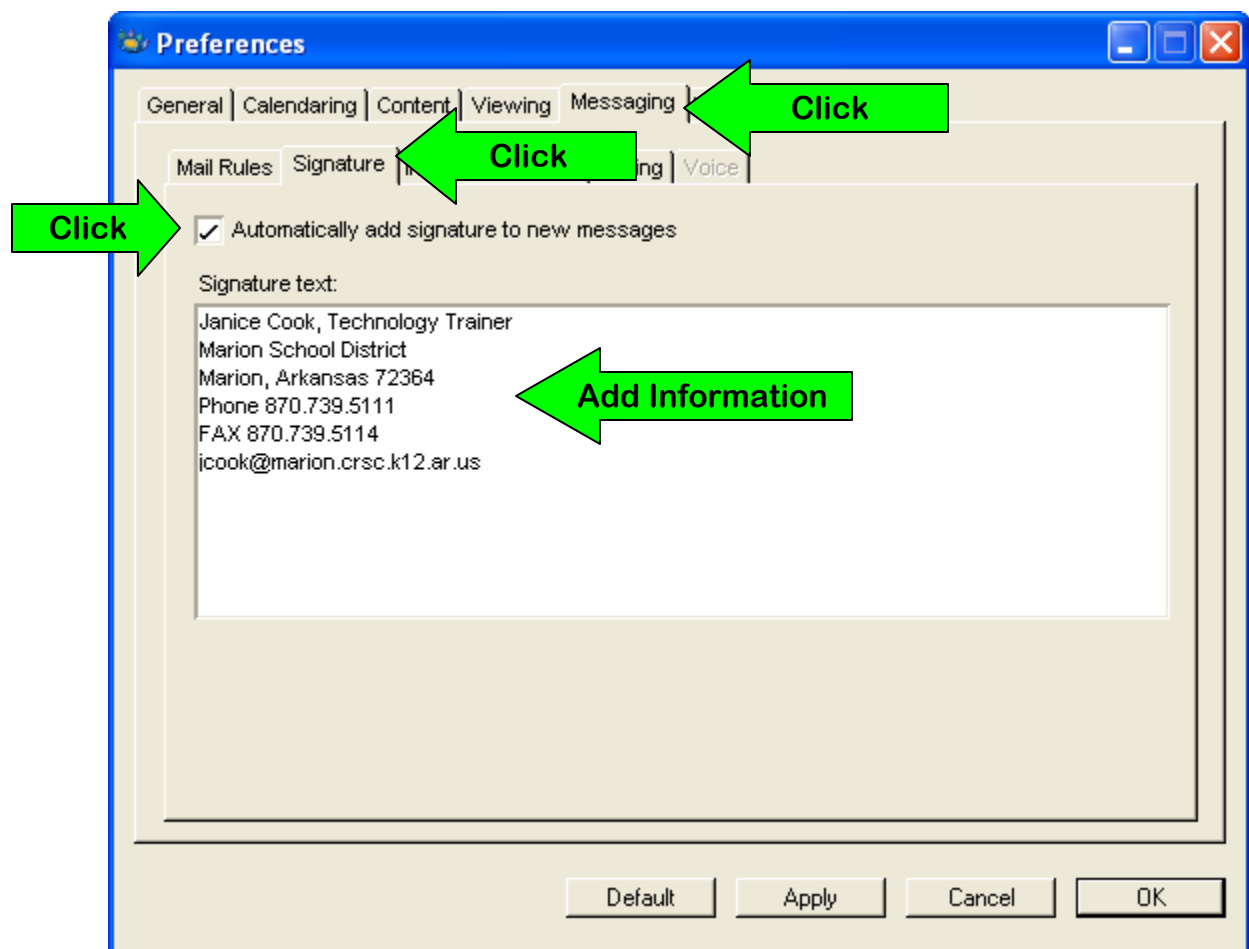 Preferences
General Calendaring Content Viewing Messaging Click
Mail Rules Signature Click Voice
Click Automatically add signature to new messages
Signature text:
Janice Cook, Technology Trainer
Marion School District
Marion, Arkansas 72364
Add Information
Phone 870.739.5111
FAX 870.739.5114
jcook@marion.crsc.k12.ar.us
Default Apply Cancel OK